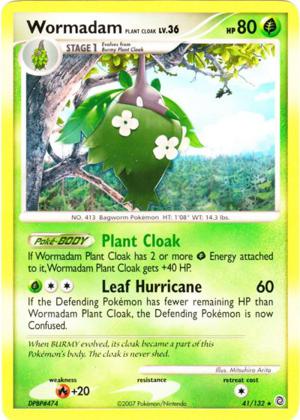 Wormadam PLANT CLOAK LV.36 HP 80
STAGE 1 Evolves from
Burmy Plant Cloak
NO. 413 Bagworm Pokémon HT: 1'08" WT: 14.3 lbs.
Poké-BODY Plant Cloak
If Wormadam Plant Cloak has 2 or more Energy attached
to it, Wormadam Plant Cloak gets +40 HP.
Leaf Hurricane 60
If the Defending Pokémon has fewer remaining HP than
Wormadam Plant Cloak, the Defending Pokémon is now
Confused.
When BURMY evolved, its cloak became a part of this
Pokémon's body. The cloak is never shed.
Illus. Mitsuhiro Arita
weakness resistance retreat cost
+20
DPBP#474 ©2007 Pokémon/Nintendo 41/132 ★